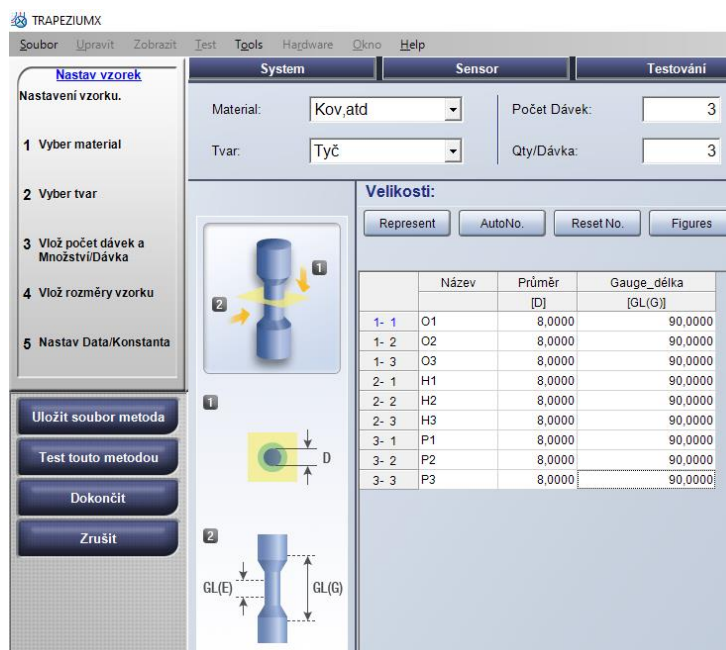 TRAPEZIUMX
Soubor Upravit Zobrazit Test Tools Hardware Okno Help
Nastav vzorek
Nastavení vzorku.
1 Vyber material
2 Vyber tvar
3 Vlož počet dávek a
Množství/Dávka
4 Vlož rozměry vzorku
5 Nastav Data/Konstanta
Uložit soubor metoda
Test touto metodou
Dokončit
Zrušit
System Sensor Testování
Material: Kov,atd Počet Dávek: 3
Tvar: Tyč Qty/Dávka: 3
1
2
1
D
2
GL(E) GL(G)
Velikosti:
Represent AutoNo. Reset No. Figures
Název Průměr Gauge_délka
[D] [GL(G)]
1- 1 O1 8,0000 90,0000
1- 2 O2 8,0000 90,0000
1- 3 O3 8,0000 90,0000
2- 1 H1 8,0000 90,0000
2- 2 H2 8,0000 90,0000
2- 3 H3 8,0000 90,0000
3- 1 P1 8,0000 90,0000
3- 2 P2 8,0000 90,0000
3- 3 P3 8,0000 90,0000